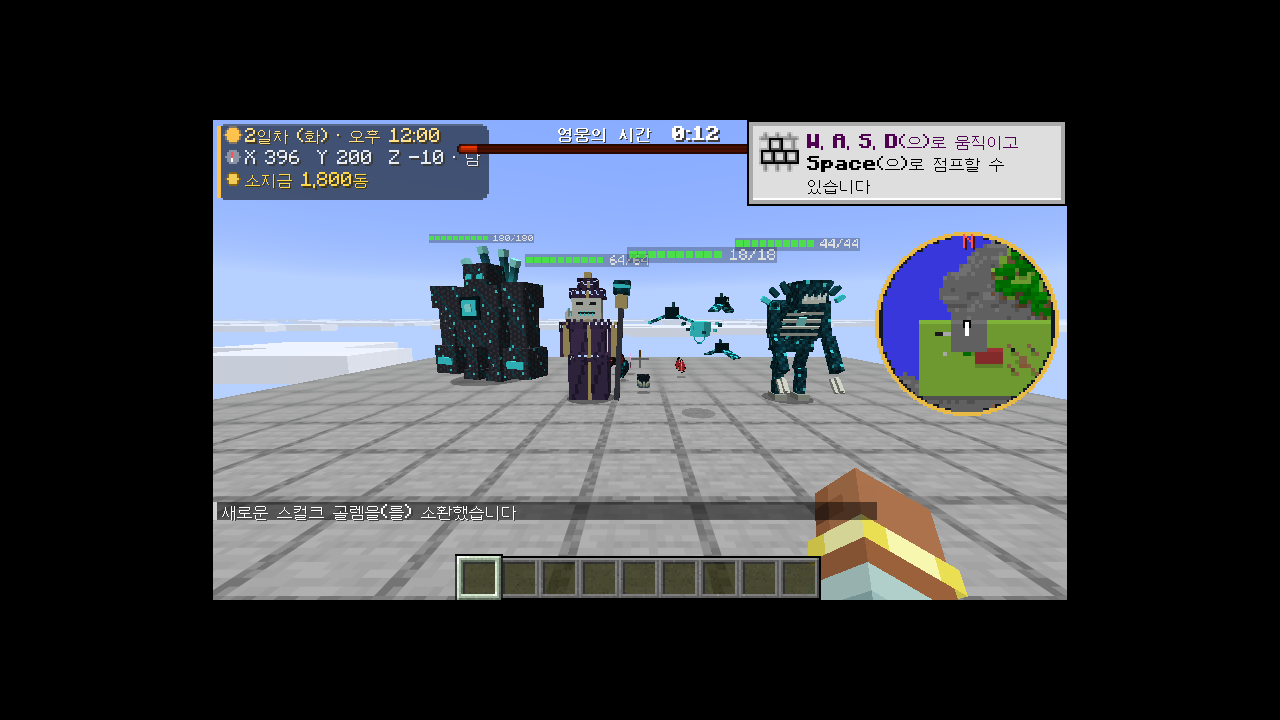 2일차 (화) · 오후 12:00
X 396 Y 200 Z -10 · 남
소지금 1,800동
영웅의 시간 0:12
W, A, S, D(으)로 움직이고
Space(으)로 점프할 수
있습니다
N
180/180
64/64
18/18
44/44
새로운 스컬크 골렘을(를) 소환했습니다